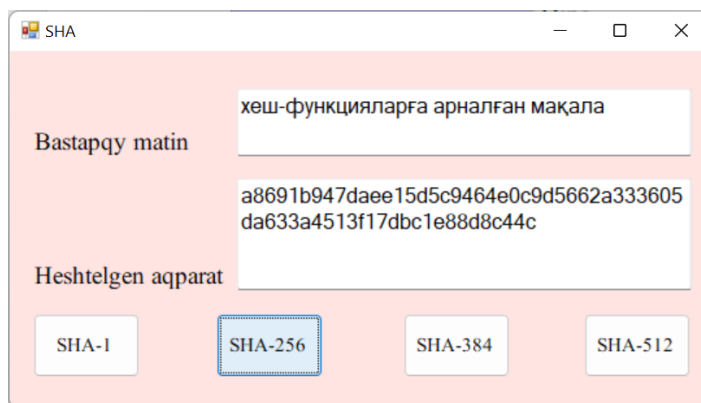 SHA
хеш-функцияларға арналған мақала
Bastapqy matin
a8691b947daee15d5c9464e0c9d5662a333605
da633a4513f17dbc1e88d8c44c
Heshtelgen aqparat
SHA-1
SHA-256
SHA-384
SHA-512